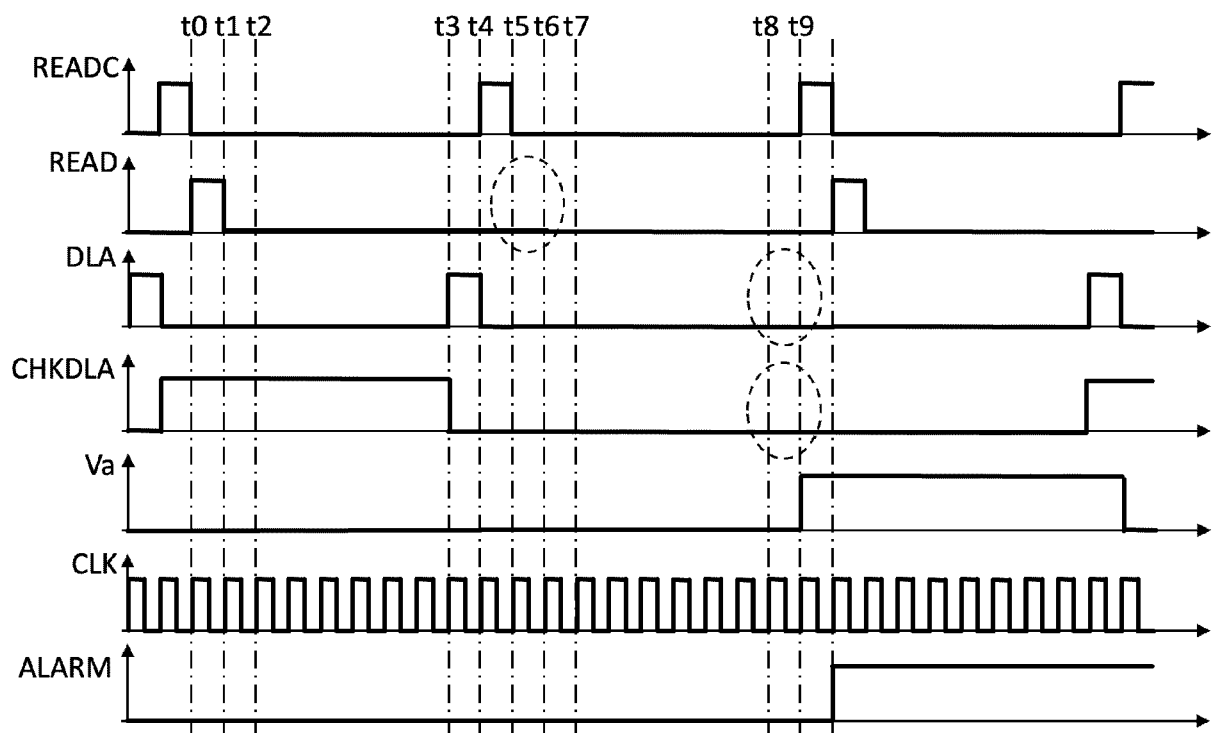 t0 t1 t2 t3 t4 t5 t6 t7 t8 t9
READC
READ
DLA
CHKDLA
Va
CLK
ALARM